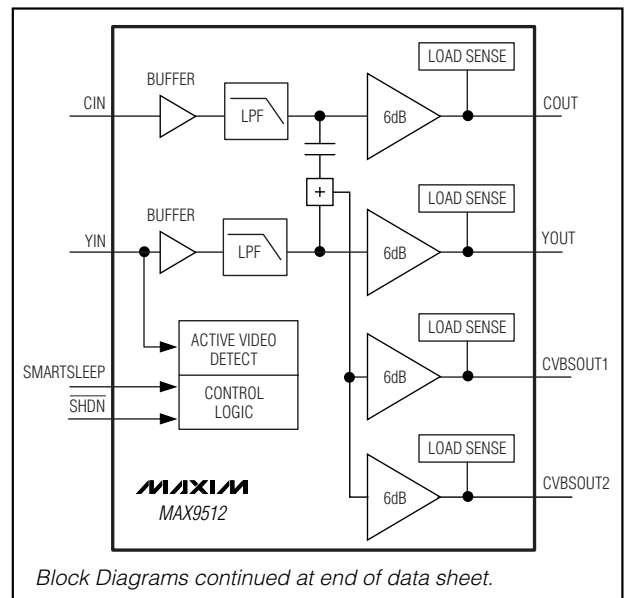 LOAD SENSE
BUFFER
CIN
LPF
6dB
COUT
+
LOAD SENSE
BUFFER
YIN
LPF
6dB
YOUT
ACTIVE VIDEO
DETECT
LOAD SENSE
SMARTSLEEP
CONTROL
LOGIC
6dB
CVBSOUT1
SHDN
LOAD SENSE
MAXIM
MAX9512
6dB
CVBSOUT2
Block Diagrams continued at end of data sheet.